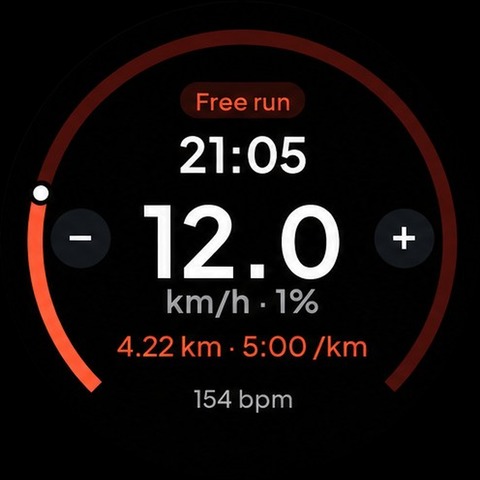 Free run
21:05
− 12.0 +
km/h · 1%
4.22 km · 5:00 /km
154 bpm